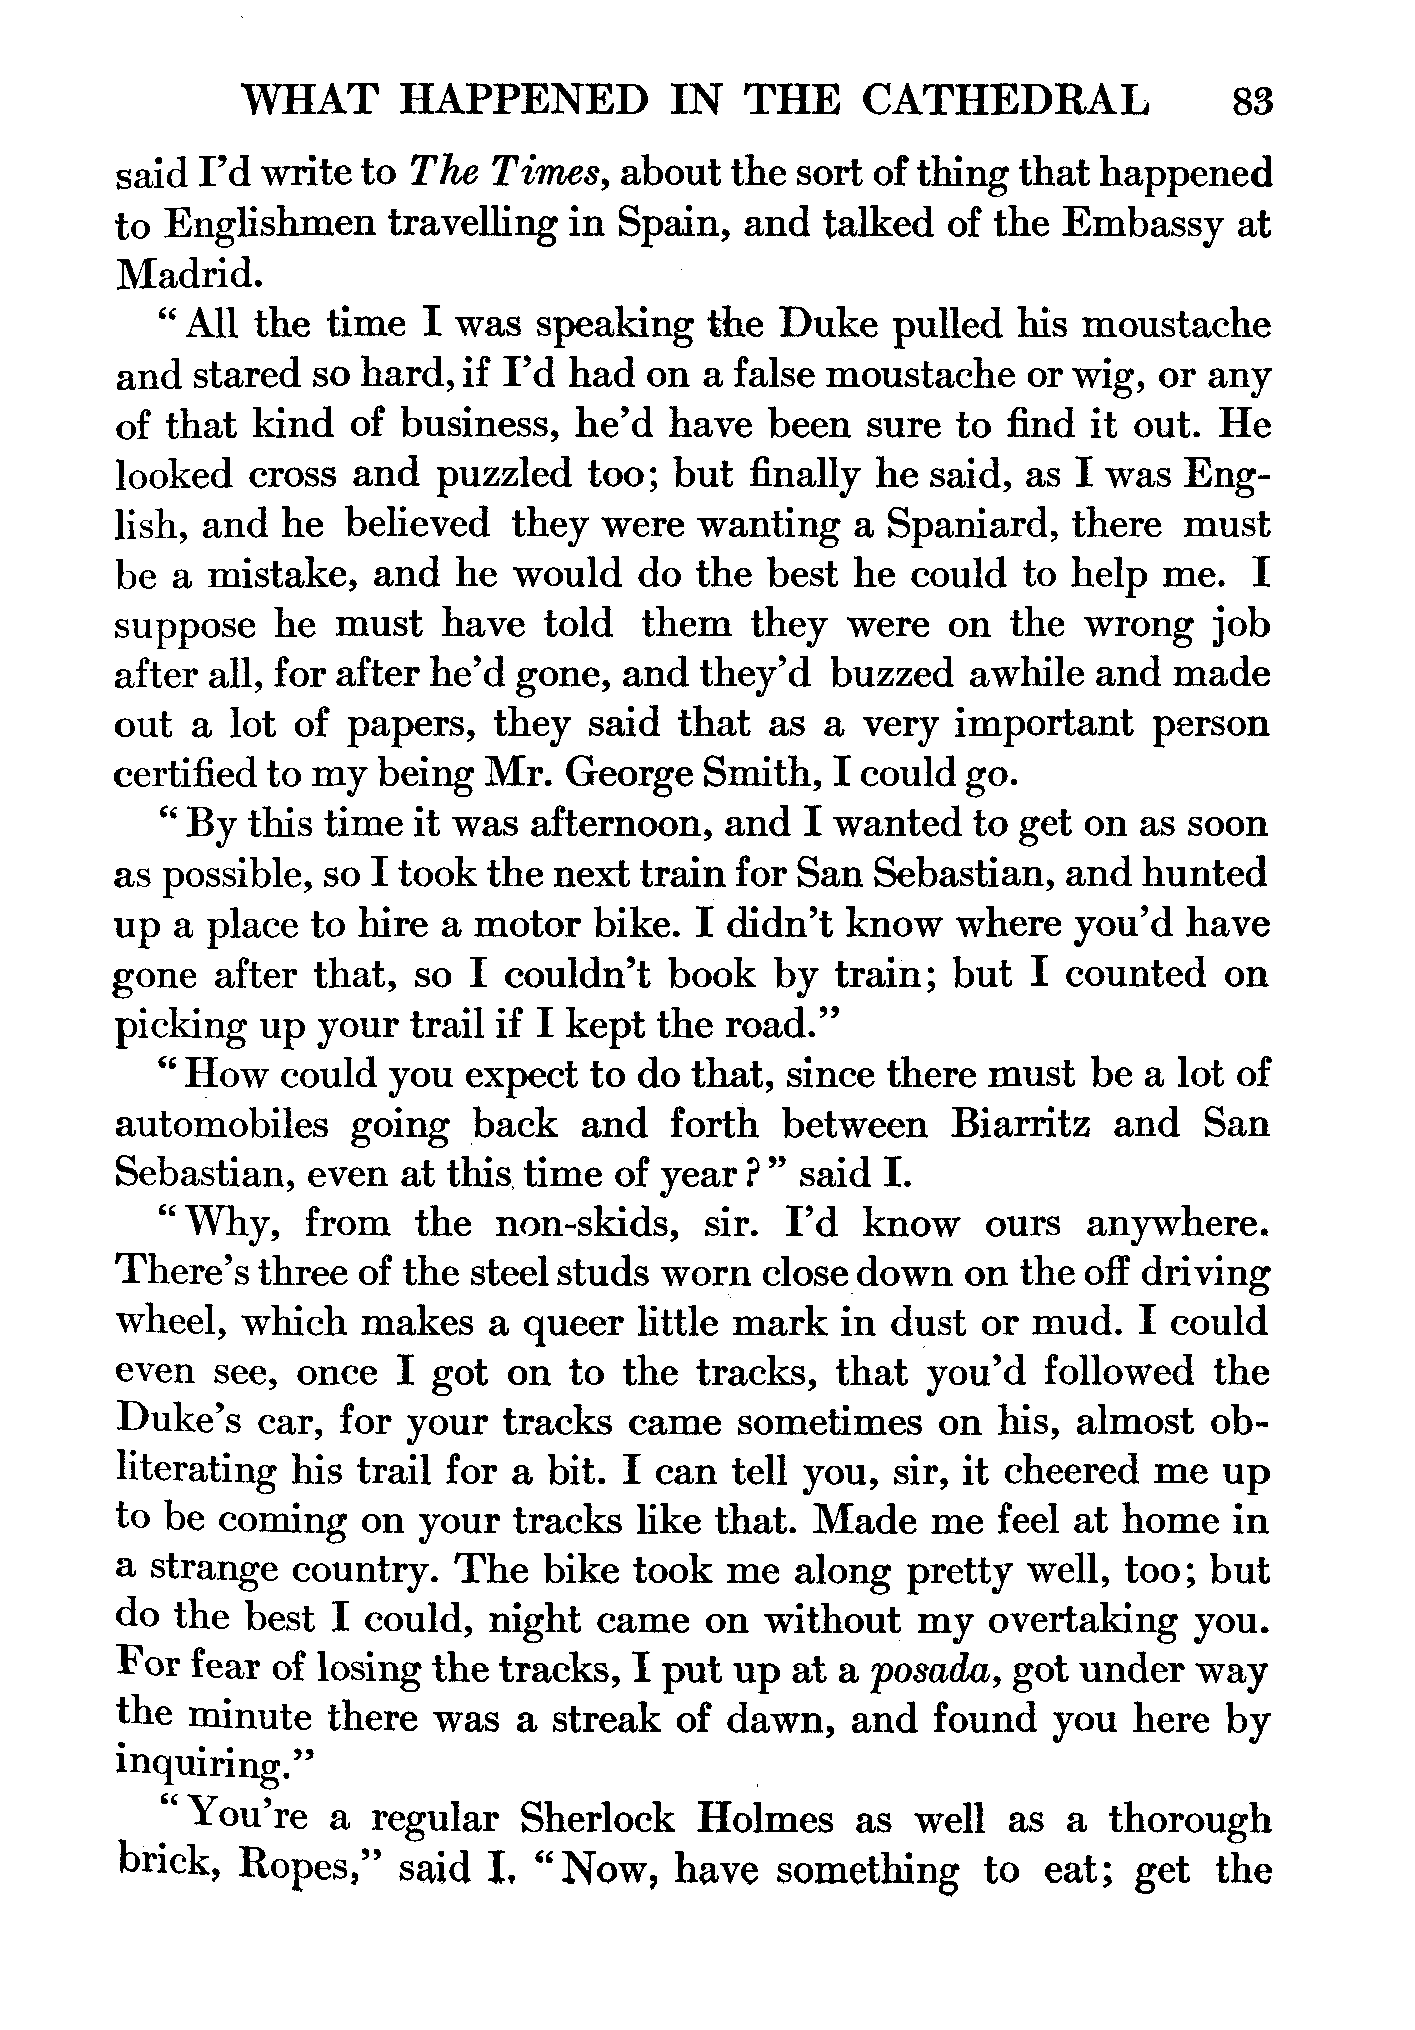 WHAT HAPPENED IN THE CATHEDRAL 83
said I'd write to The Times, about the sort of thing that happened
to Englishmen travelling in Spain, and talked of the Embassy at
Madrid.
"All the time I was speaking the Duke pulled his moustache
and stared so hard, if I'd had on a false moustache or wig, or any
of that kind of business, he'd have been sure to find it out. He
looked cross and puzzled too; but finally he said, as I was Eng-
lish, and he believed they were wanting a Spaniard, there must
be a mistake, and he would do the best he could to help me. I
suppose he must have told them they were on the wrong job
after all, for after he'd gone, and they'd buzzed awhile and made
out a lot of papers, they said that as a very important person
certified to my being Mr. George Smith, I could go.
"By this time it was afternoon, and I wanted to get on as soon
as possible, so I took the next train for San Sebastian, and hunted
up a place to hire a motor bike. I didn't know where you'd have
gone after that, so I couldn't book by train; but I counted on
picking up your trail if I kept the road."
"How could you expect to do that, since there must be a lot of
automobiles going back and forth between Biarritz and San
Sebastian, even at this time of year?" said I.
"Why, from the non-skids, sir. I'd know ours anywhere.
There's three of the steel studs worn close down on the off driving
wheel, which makes a queer little mark in dust or mud. I could
even see, once I got on to the tracks, that you'd followed the
Duke's car, for your tracks came sometimes on his, almost ob-
literating his trail for a bit. I can tell you, sir, it cheered me up
to be coming on your tracks like that. Made me feel at home in
a strange country. The bike took me along pretty well, too; but
do the best I could, night came on without my overtaking you.
For fear of losing the tracks, I put up at a posada, got under way
the minute there was a streak of dawn, and found you here by
inquiring."
"You're a regular Sherlock Holmes as well as a thorough
brick, Ropes," said I. "Now, have something to eat; get the